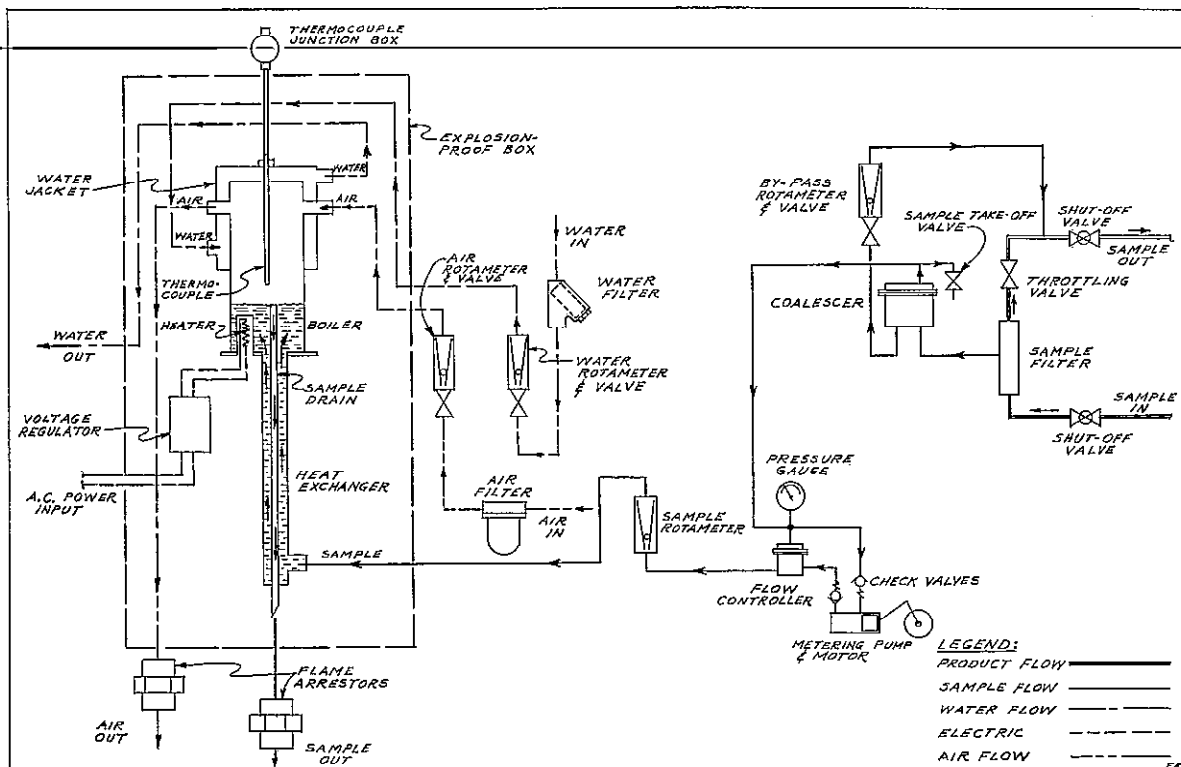 THERMOCOUPLE
JUNCTION BOX
EXPLOSION-
PROOF BOX
WATER
JACKET
WATER
AIR
AIR
WATER
WATER
IN
AIR
ROTAMETER
& VALVE
WATER
FILTER
THERMO-
COUPLE
HEATER
BOILER
WATER
OUT
WATER
ROTAMETER
& VALVE
SAMPLE
DRAIN
VOLTAGE
REGULATOR
HEAT
EXCHANGER
A.C. POWER
INPUT
AIR
FILTER
AIR
IN
SAMPLE
SAMPLE
ROTAMETER
FLAME
ARRESTORS
AIR
OUT
SAMPLE
OUT
BY-PASS
ROTAMETER
& VALVE
SAMPLE TAKE-OFF
VALVE
SHUT-OFF
VALVE
SAMPLE
OUT
THROTTLING
VALVE
COALESCER
SAMPLE
FILTER
SAMPLE
IN
SHUT-OFF
VALVE
PRESSURE
GAUGE
CHECK VALVES
FLOW
CONTROLLER
METERING PUMP
& MOTOR
LEGEND:
PRODUCT FLOW
SAMPLE FLOW
WATER FLOW
ELECTRIC
AIR FLOW